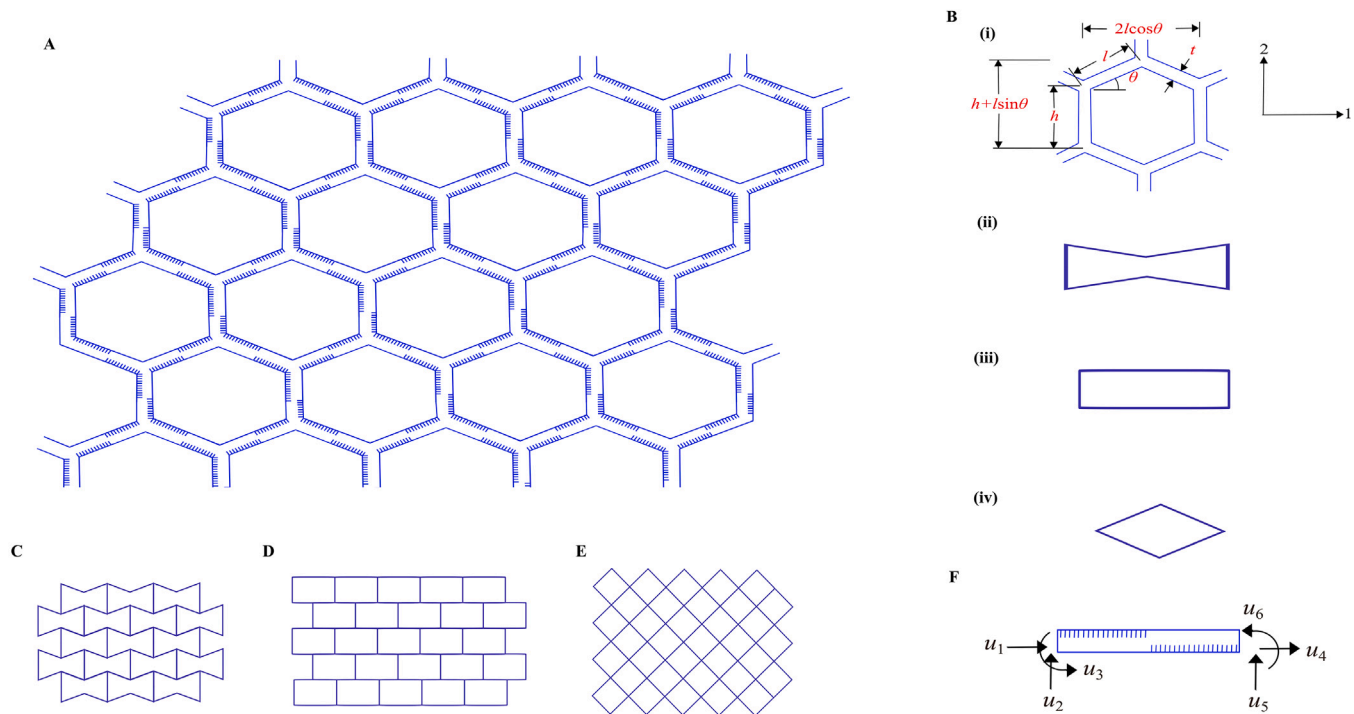 A
B
(i)
2lcosθ
l
t
θ
h+lsinθ
h
2
1
(ii)
(iii)
(iv)
C
D
E
F
u6
u1
u4
u3
u2
u5